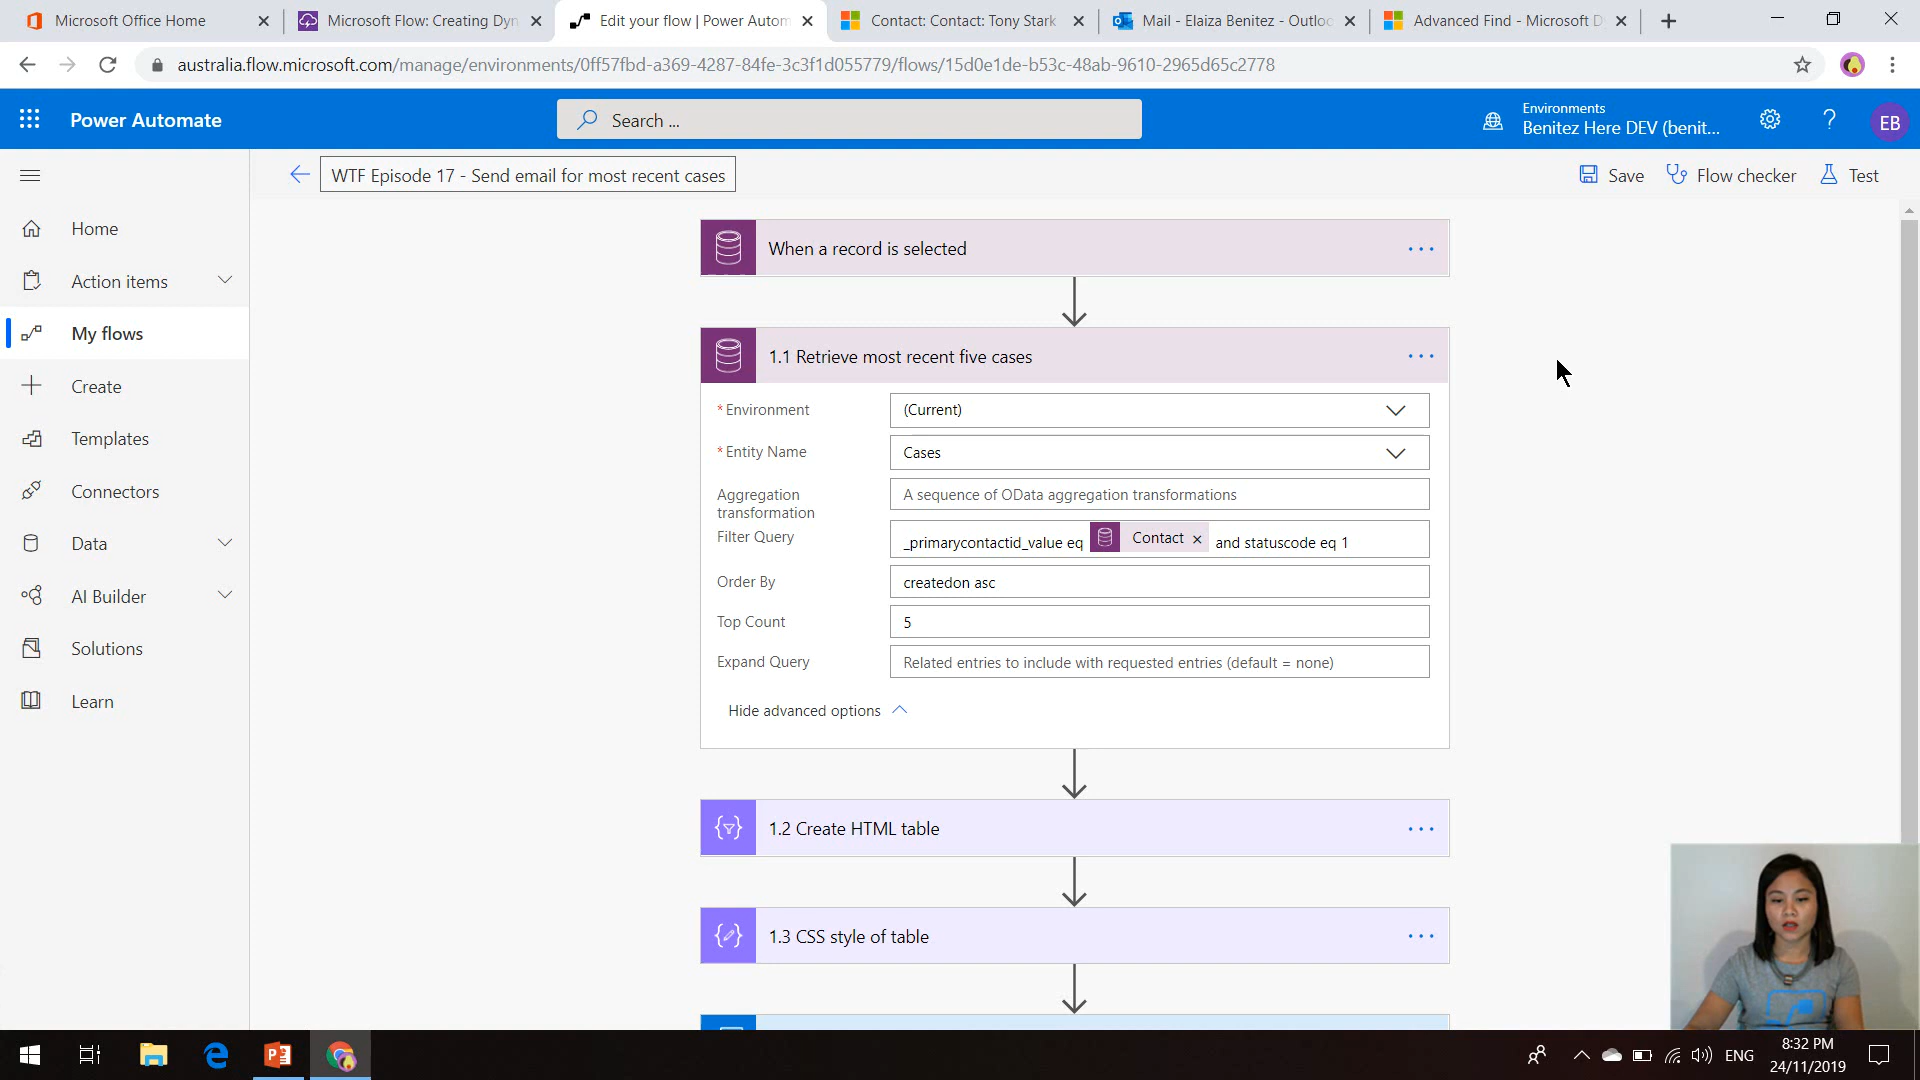 Microsoft Office Home
Microsoft Flow: Creating Dyn
Edit your flow | Power Autom
Contact: Contact: Tony Stark
Mail - Elaiza Benitez - Outlo
Advanced Find - Microsoft D
australia.flow.microsoft.com/manage/environments/0ff57fbd-a369-4287-84fe-3c3f1d055779/flows/15d0e1de-b53c-48ab-9610-2965d65c2778
Power Automate
Search ...
Environments
Benitez Here DEV (benit...
EB
WTF Episode 17 - Send email for most recent cases
Save
Flow checker
Test
Home
Action items
My flows
Create
Templates
Connectors
Data
AI Builder
Solutions
Learn
When a record is selected
1.1 Retrieve most recent five cases
* Environment
(Current)
* Entity Name
Cases
Aggregation
transformation
A sequence of OData aggregation transformations
Filter Query
_primarycontactid_value eq Contact × and statuscode eq 1
Order By
createdon asc
Top Count
5
Expand Query
Related entries to include with requested entries (default = none)
Hide advanced options
1.2 Create HTML table
1.3 CSS style of table
ENG
8:32 PM
24/11/2019